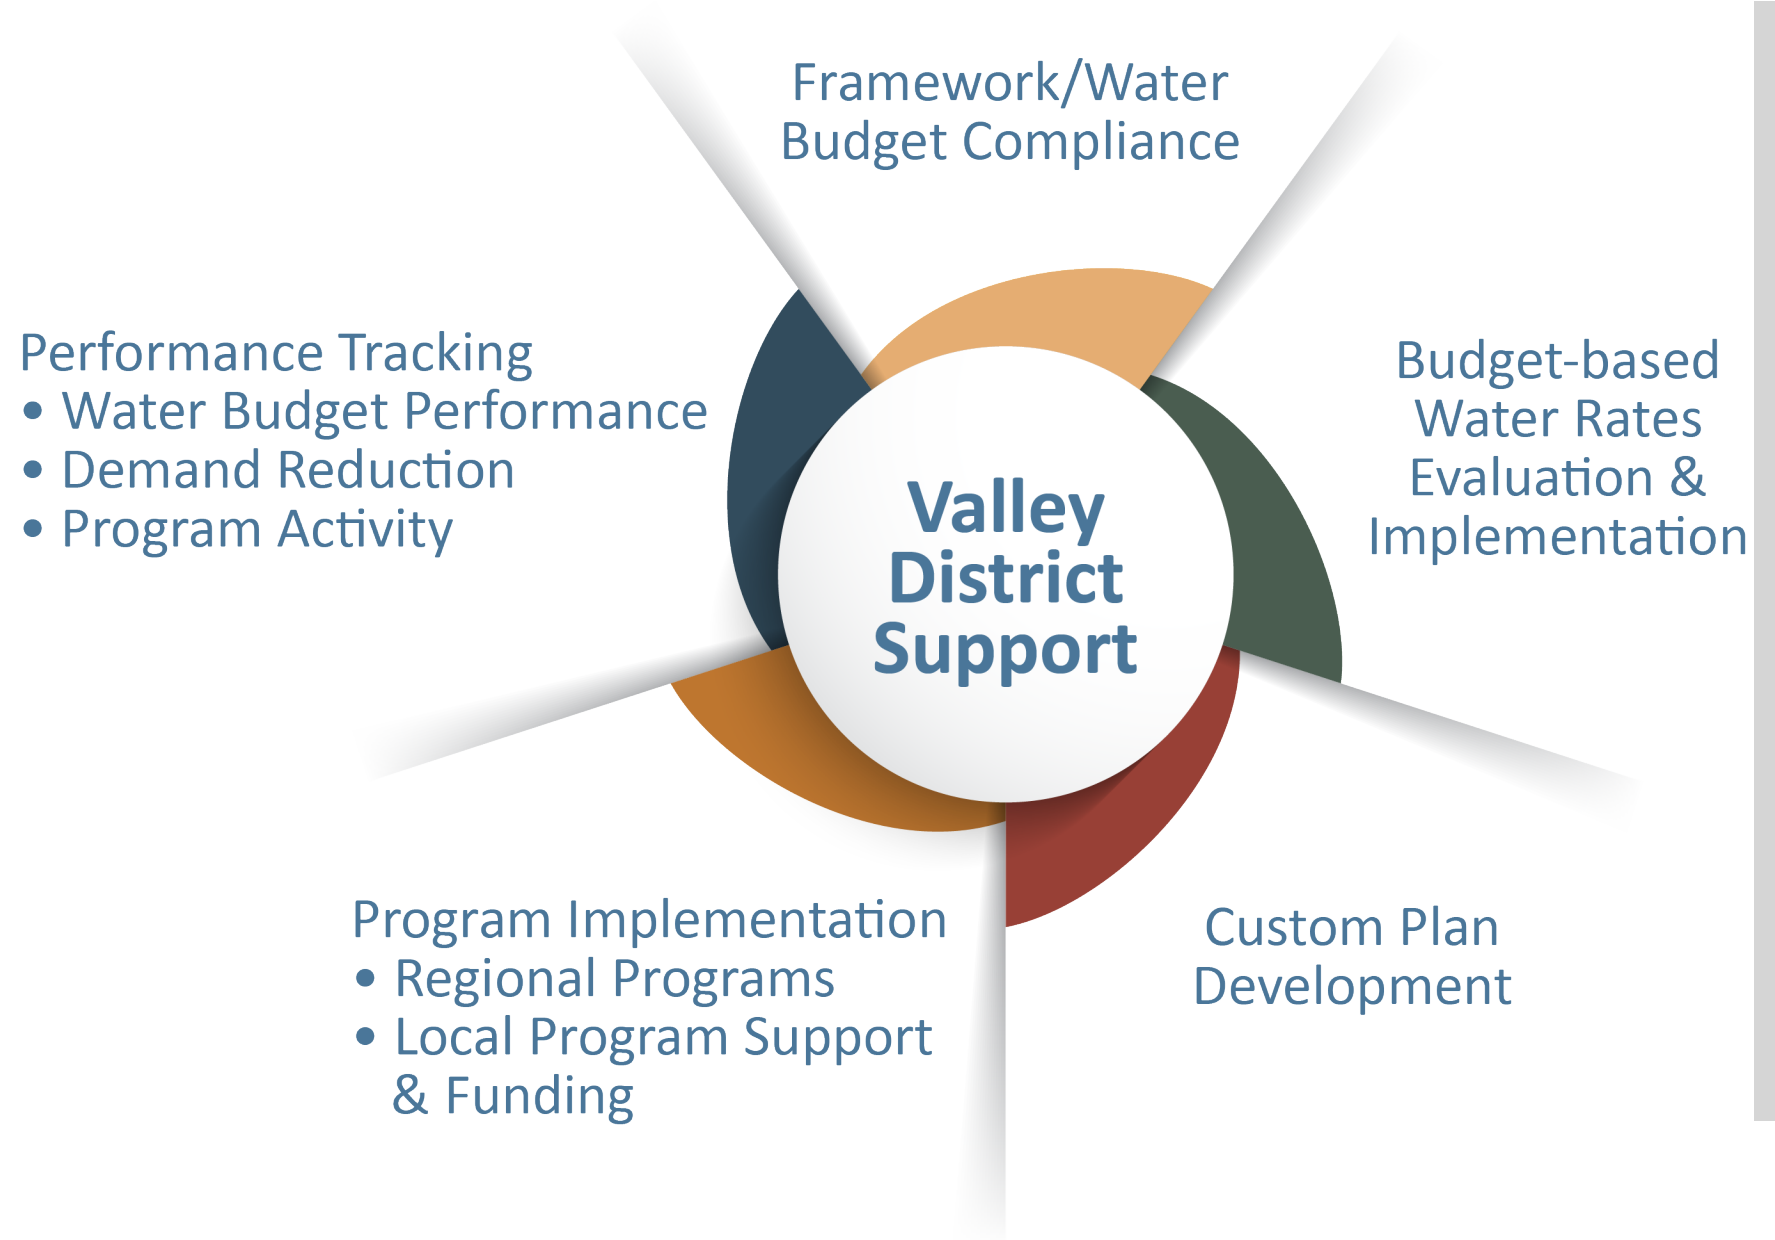 Framework/Water
Budget Compliance
Budget-based
Water Rates
Evaluation &
Implementation
Custom Plan
Development
Program Implementation
• Regional Programs
• Local Program Support
& Funding
Performance Tracking
• Water Budget Performance
• Demand Reduction
• Program Activity
Valley
District
Support